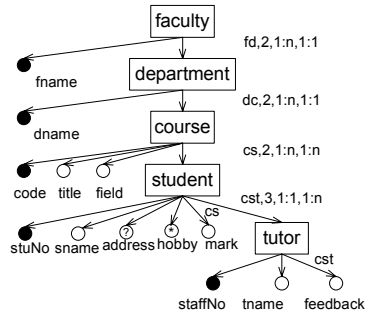 faculty
fd,2,1:n,1:1
fname
department
dc,2,1:n,1:1
dname
course
cs,2,1:n,1:n
code title field
student
cst,3,1:1,1:n
cs
stuNo sname address hobby mark
?
*
tutor
cst
staffNo tname feedback